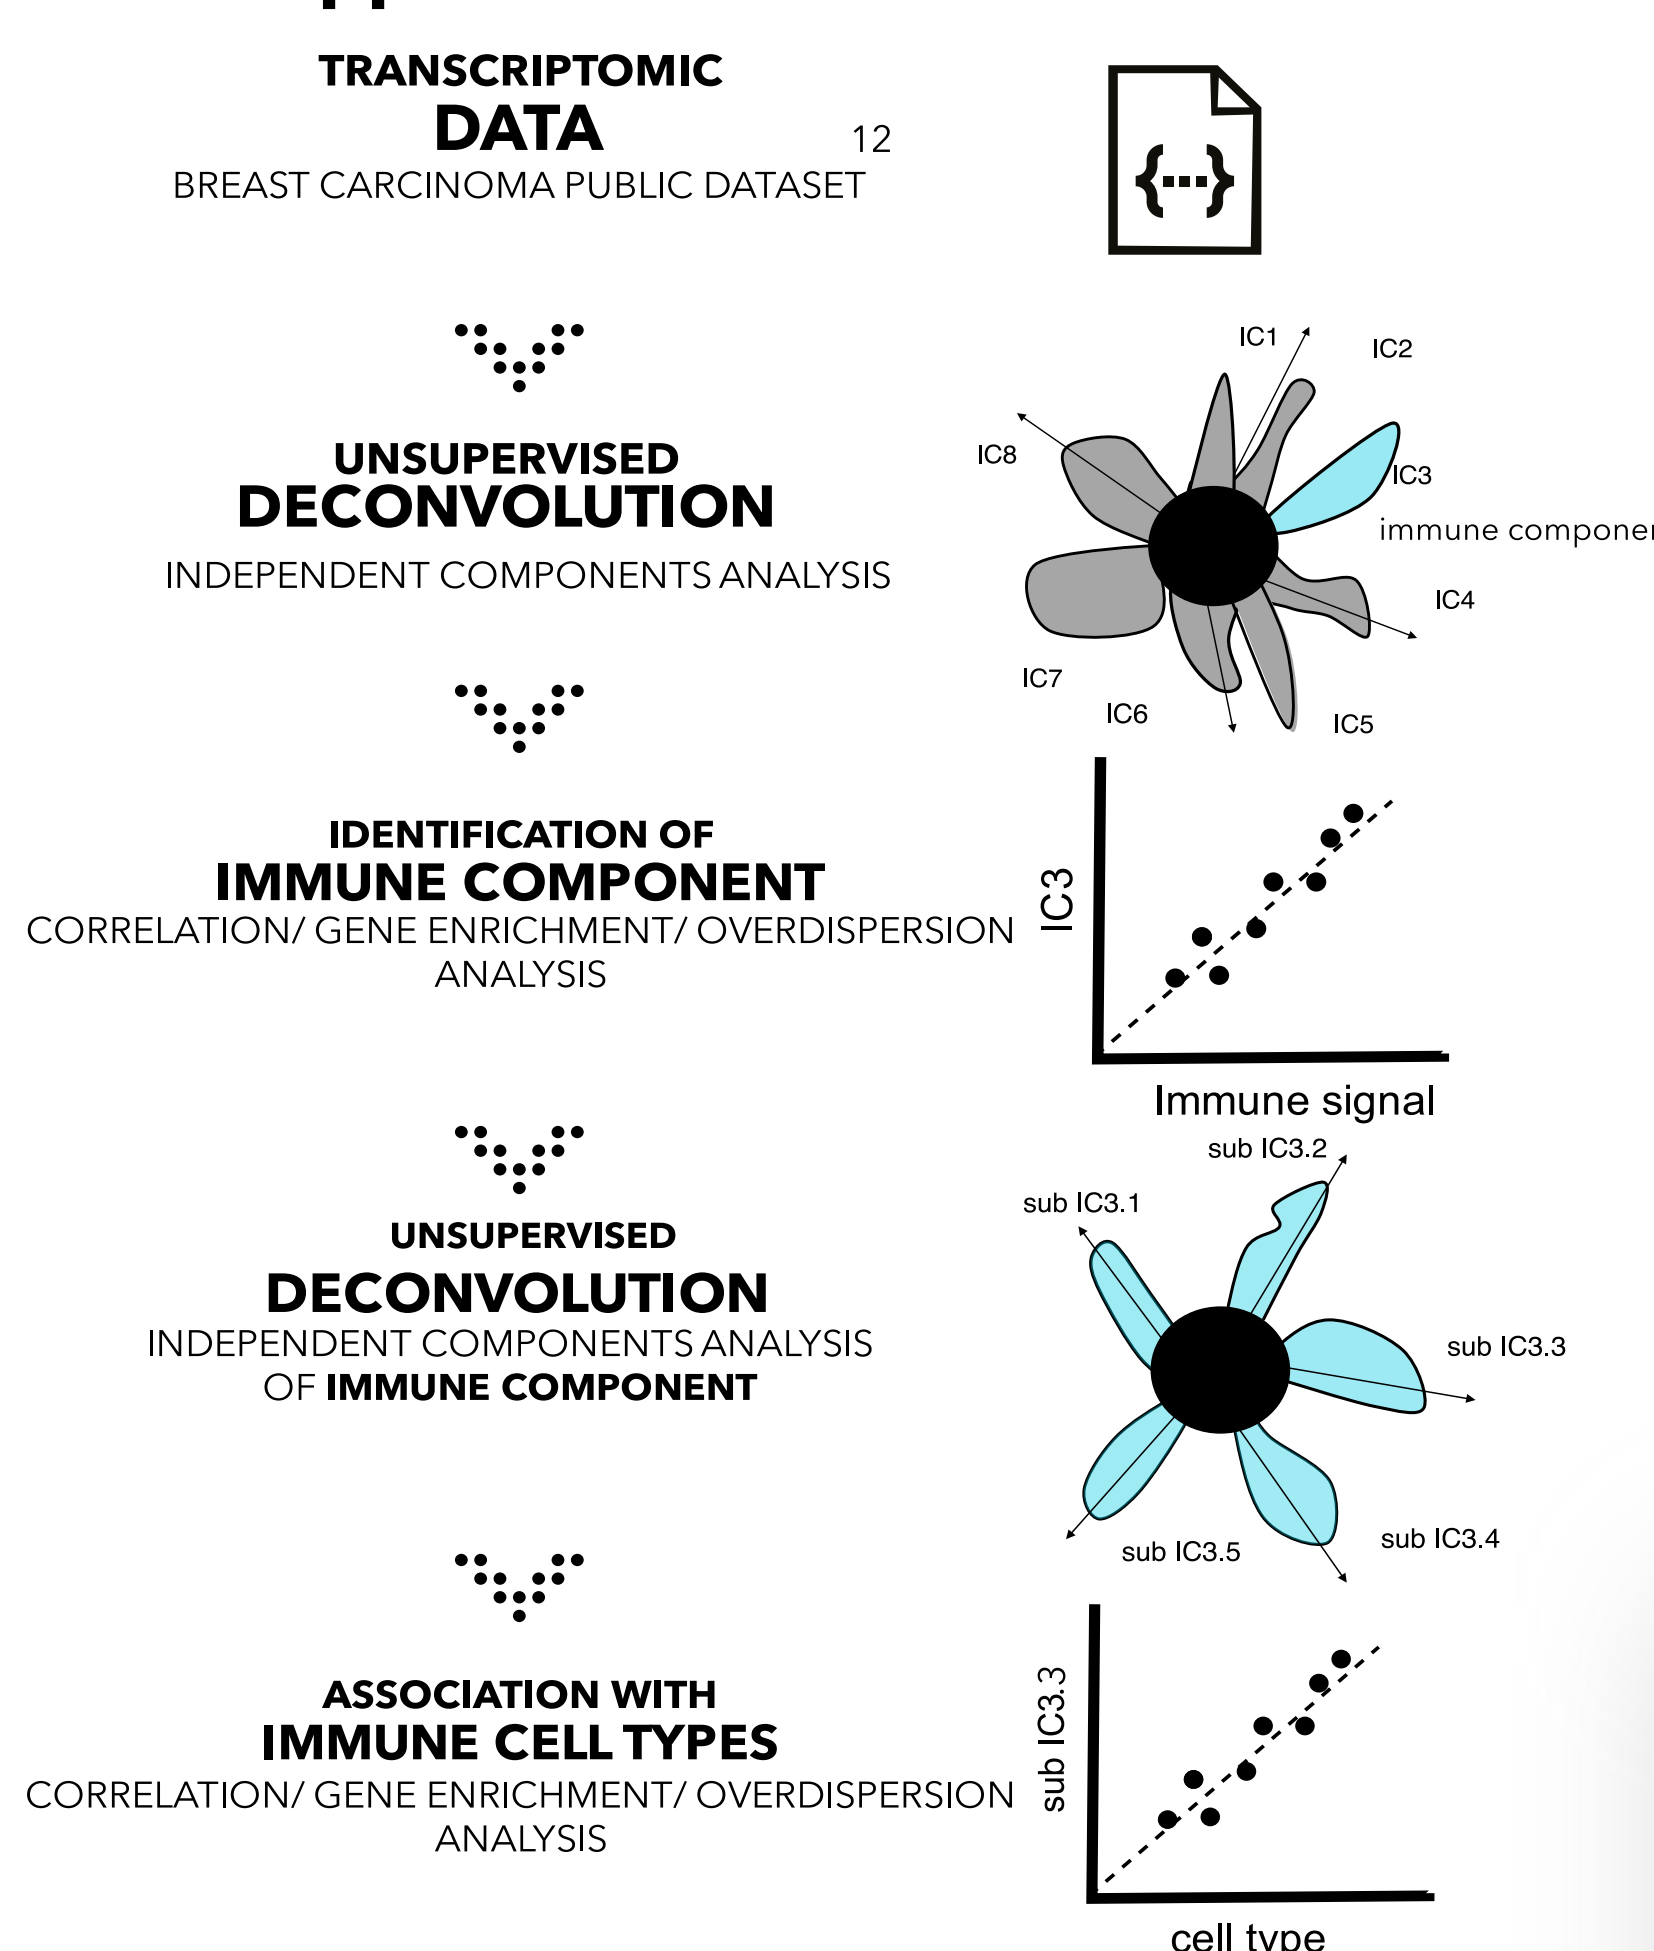 TRANSCRIPTOMIC
DATA
12
BREAST CARCINOMA PUBLIC DATASET
{...}
UNSUPERVISED
DECONVOLUTION
INDEPENDENT COMPONENTS ANALYSIS
IC1
IC2
IC8
IC3
immune componen
IC4
IC7
IC6
IC5
IDENTIFICATION OF
IMMUNE COMPONENT
CORRELATION/ GENE ENRICHMENT/ OVERDISPERSION
ANALYSIS
IC3
Immune signal
UNSUPERVISED
DECONVOLUTION
INDEPENDENT COMPONENTS ANALYSIS
OF IMMUNE COMPONENT
sub IC3.2
sub IC3.1
sub IC3.3
sub IC3.4
sub IC3.5
ASSOCIATION WITH
IMMUNE CELL TYPES
CORRELATION/ GENE ENRICHMENT/ OVERDISPERSION
ANALYSIS
sub IC3.3
cell type